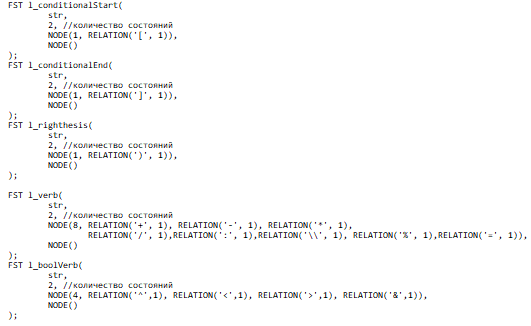 FST l_conditionalStart(
str,
2, //количество состояний
NODE(1, RELATION('[', 1)),
NODE()
);
FST l_conditionalEnd(
str,
2, //количество состояний
NODE(1, RELATION(']', 1)),
NODE()
);
FST l_righthesis(
str,
2, //количество состояний
NODE(1, RELATION(')', 1)),
NODE()
);
FST l_verb(
str,
2, //количество состояний
NODE(8, RELATION('+', 1), RELATION('-', 1), RELATION('*', 1),
RELATION('/', 1),RELATION(':', 1),RELATION('\\', 1), RELATION('%', 1),RELATION('=', 1)),
NODE()
);
FST l_boolVerb(
str,
2, //количество состояний
NODE(4, RELATION('^',1), RELATION('<',1), RELATION('>',1), RELATION('&',1)),
NODE()
);